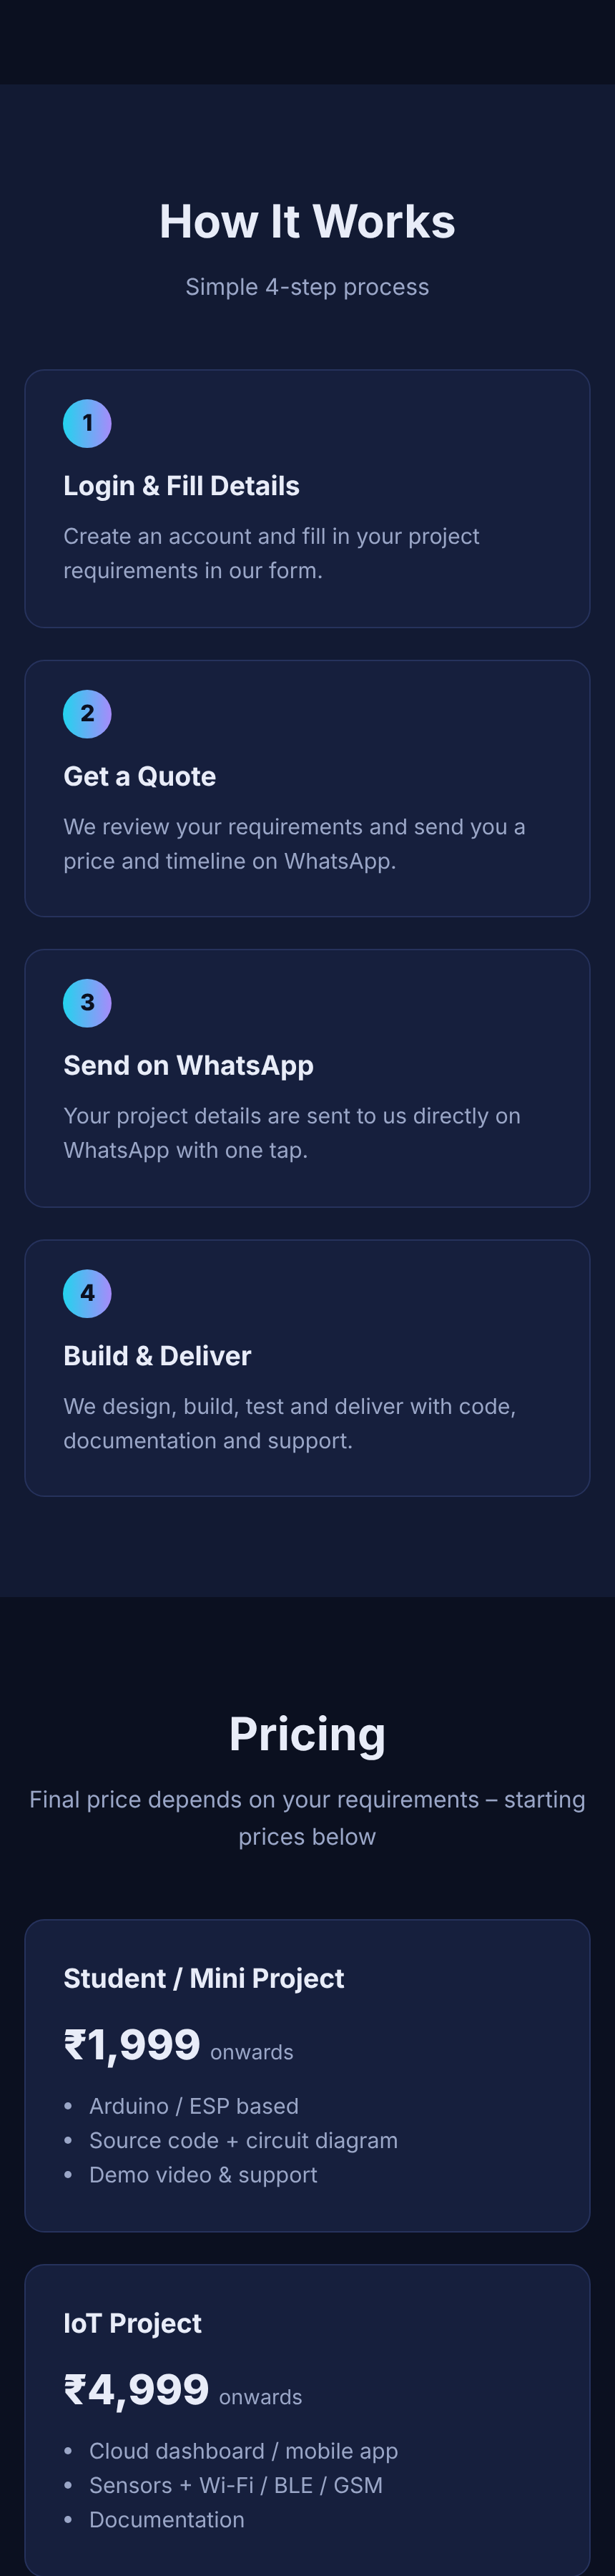 How It Works
Simple 4-step process
1
Login & Fill Details
Create an account and fill in your project
requirements in our form.
2
Get a Quote
We review your requirements and send you a
price and timeline on WhatsApp.
3
Send on WhatsApp
Your project details are sent to us directly on
WhatsApp with one tap.
4
Build & Deliver
We design, build, test and deliver with code,
documentation and support.
Pricing
Final price depends on your requirements – starting
prices below
Student / Mini Project
₹1,999 onwards
• Arduino / ESP based
• Source code + circuit diagram
• Demo video & support
IoT Project
₹4,999 onwards
• Cloud dashboard / mobile app
• Sensors + Wi-Fi / BLE / GSM
• Documentation